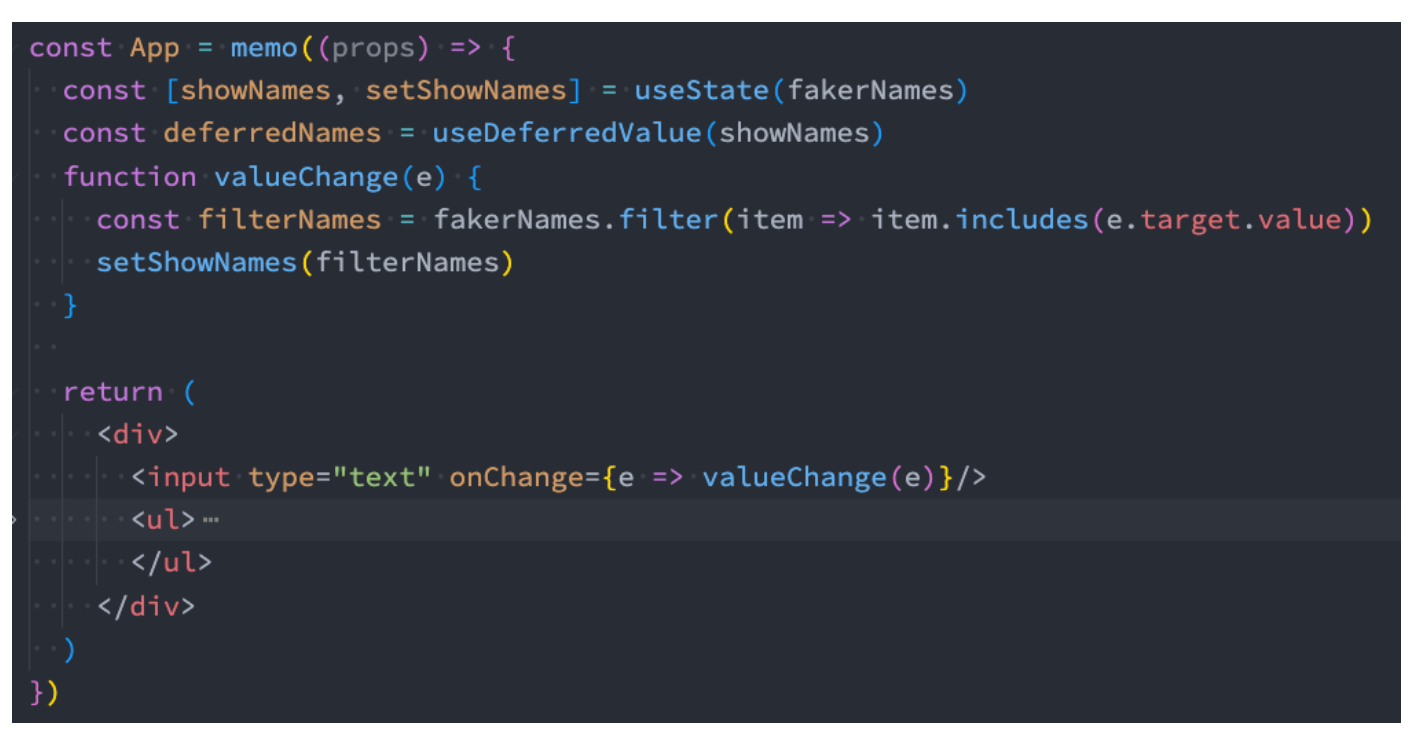 const App = memo((props) => {
  const [showNames, setShowNames] = useState(fakerNames)
  const deferredNames = useDeferredValue(showNames)
  function valueChange(e) {
    const filterNames = fakerNames.filter(item => item.includes(e.target.value))
    setShowNames(filterNames)
  }

  return (
    <div>
      <input type="text" onChange={e => valueChange(e)}/>
      <ul>…
      </ul>
    </div>
  )
})